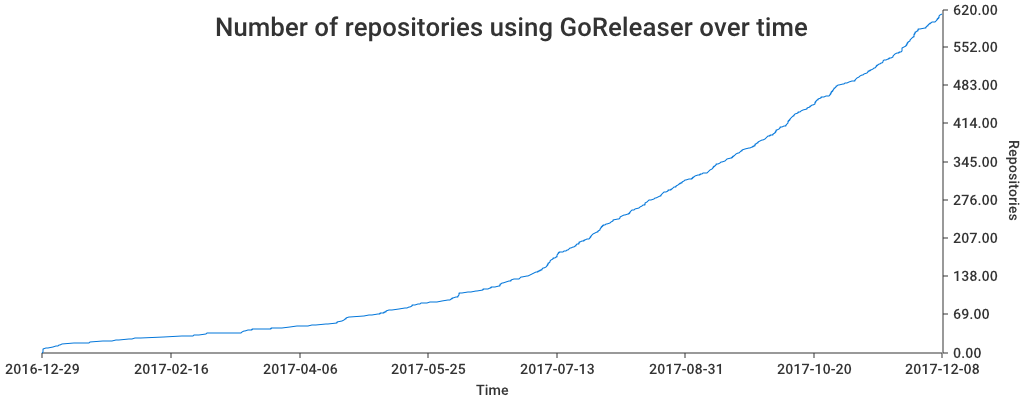 Number of repositories using GoReleaser over time
620.00
552.00
483.00
414.00
345.00
276.00
207.00
138.00
69.00
0.00
Repositories
2016-12-29 2017-02-16 2017-04-06 2017-05-25 2017-07-13 2017-08-31 2017-10-20 2017-12-08
Time